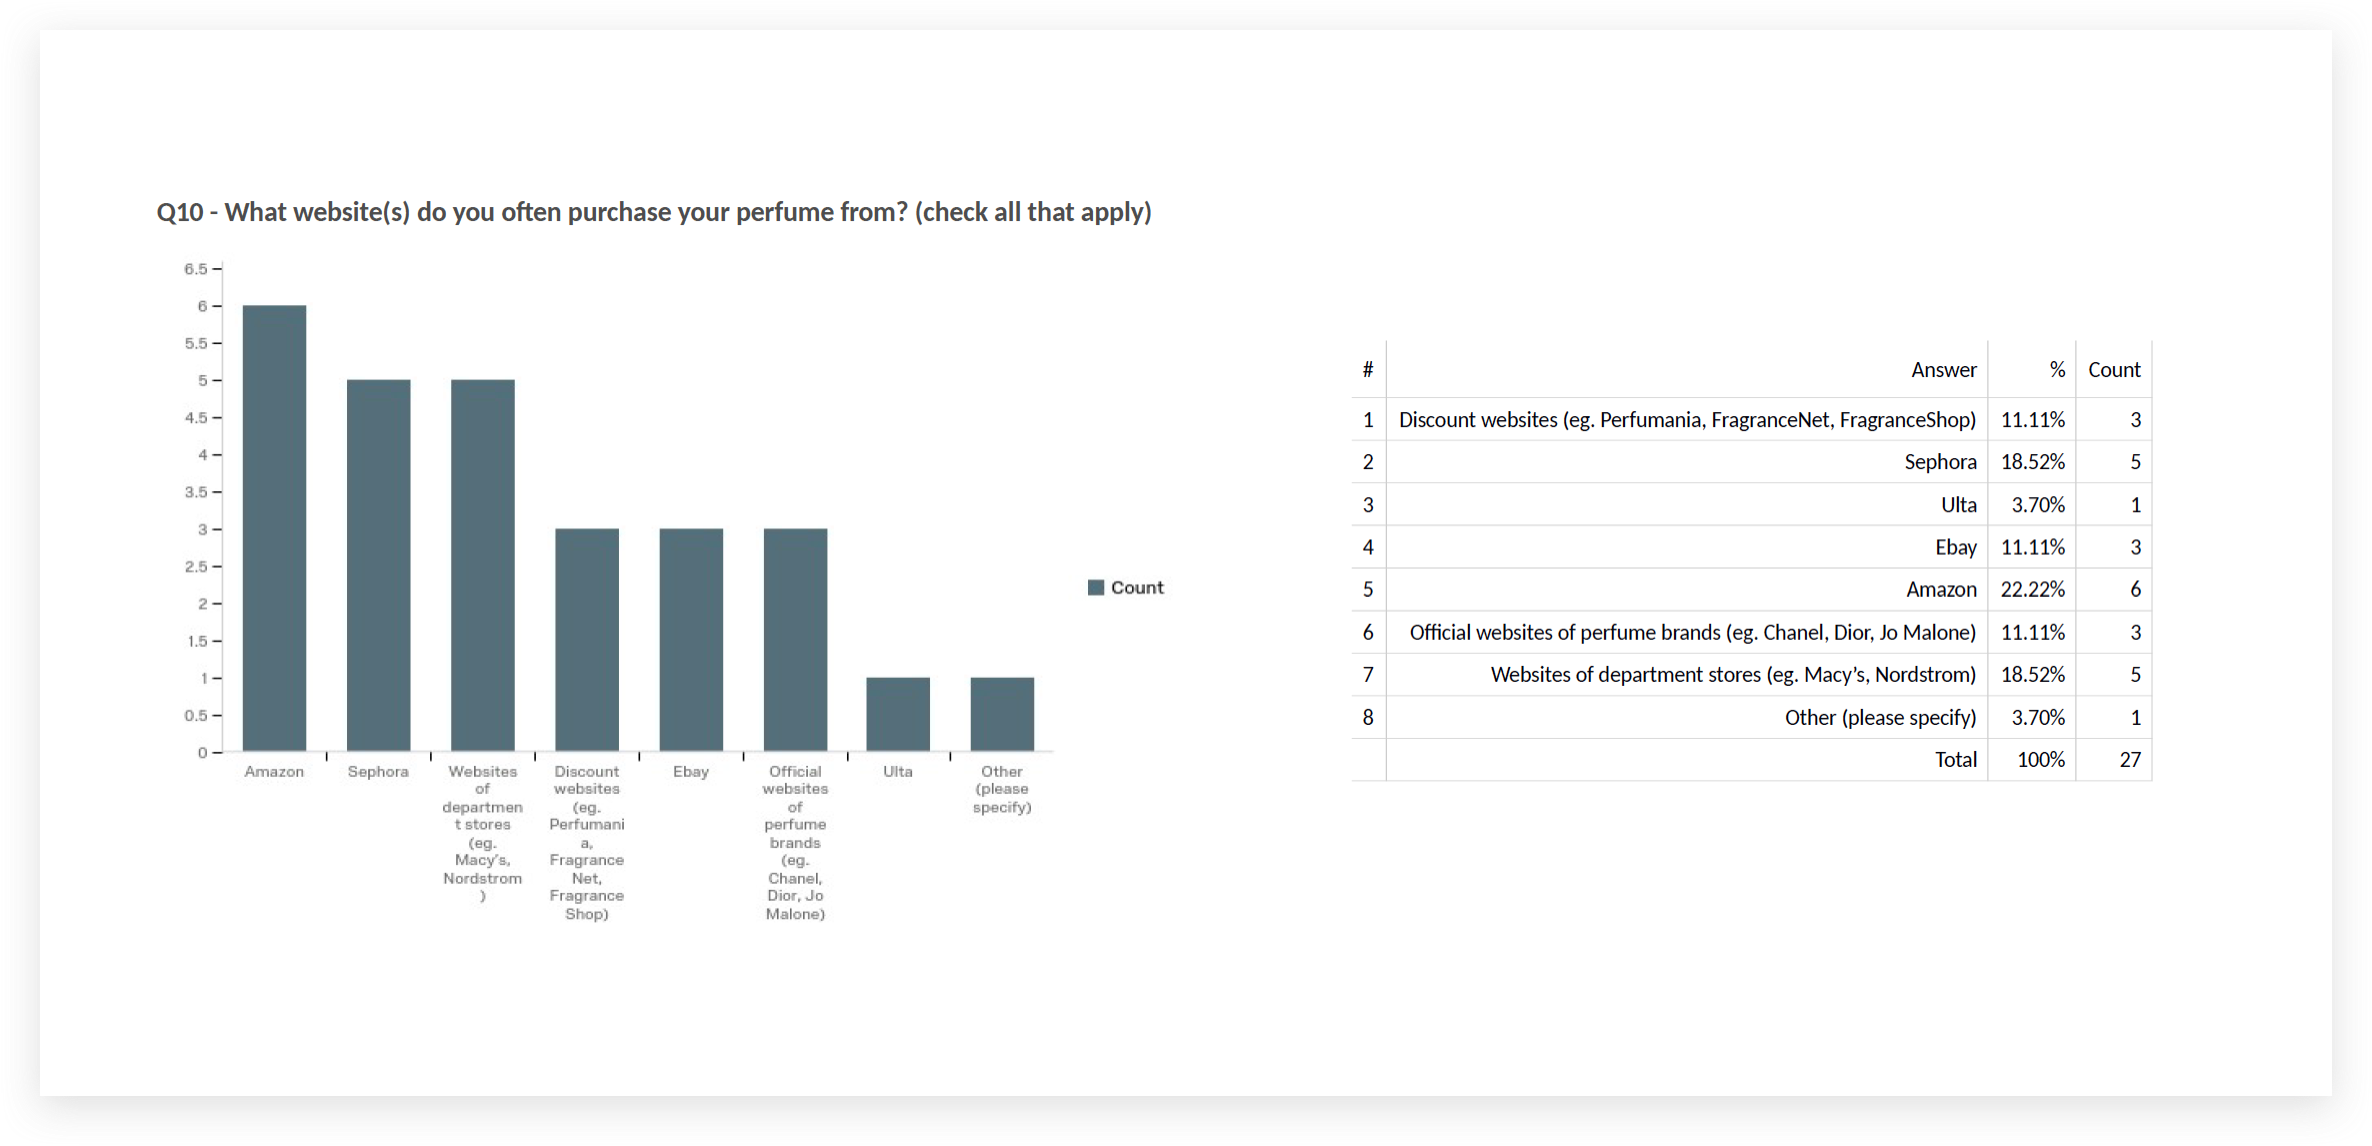 Q10 - What website(s) do you often purchase your perfume from? (check all that apply)
6.5
6
5.5
5
4.5
4
3.5
3
2.5
2
1.5
1
0.5
0
Amazon
Sephora
Websites
of
departmen
t stores
(eg.
Macy's,
Nordstrom
)
Discount
websites
(eg.
Perfumani
a,
Fragrance
Net,
Fragrance
Shop)
Ebay
Official
websites
of
perfume
brands
(eg.
Chanel,
Dior, Jo
Malone)
Ulta
Other
(please
specify)
Count
# Answer % Count
1 Discount websites (eg. Perfumania, FragranceNet, FragranceShop) 11.11% 3
2 Sephora 18.52% 5
3 Ulta 3.70% 1
4 Ebay 11.11% 3
5 Amazon 22.22% 6
6 Official websites of perfume brands (eg. Chanel, Dior, Jo Malone) 11.11% 3
7 Websites of department stores (eg. Macy’s, Nordstrom) 18.52% 5
8 Other (please specify) 3.70% 1
Total 100% 27